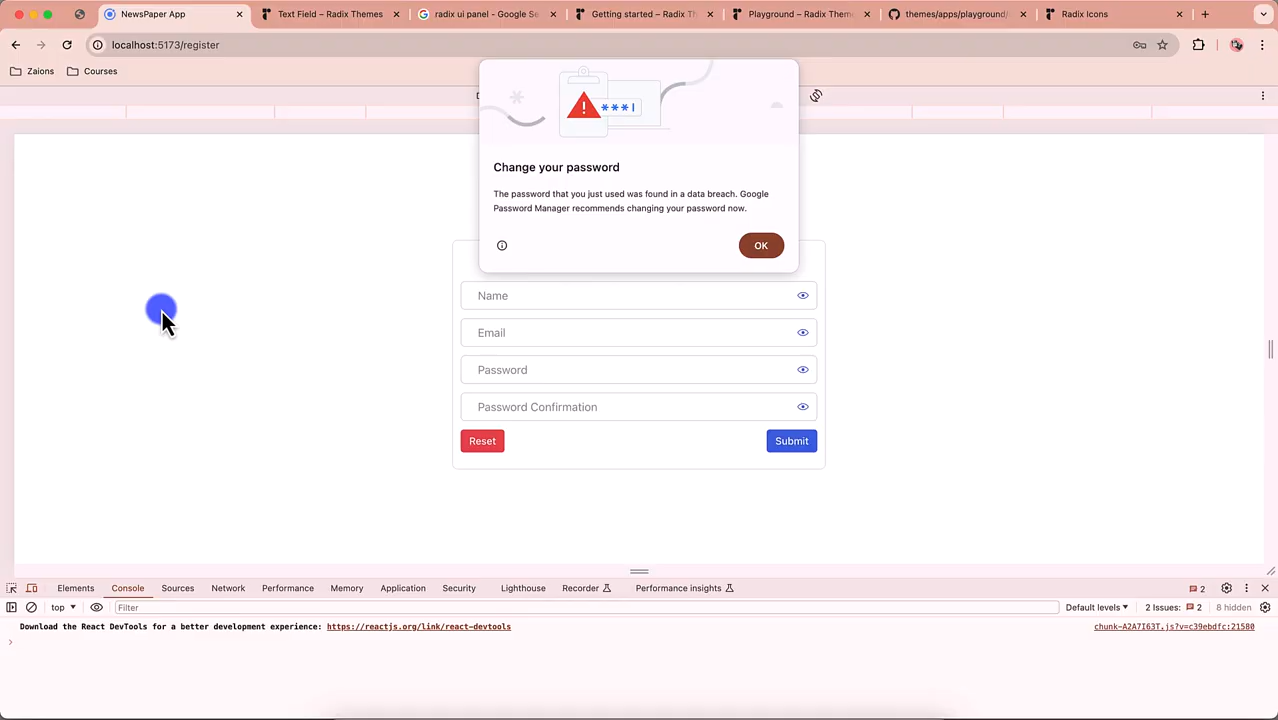 NewsPaper App
Text Field – Radix Themes
radix ui panel - Google Se
Getting started – Radix Th
Playground – Radix Theme
themes/apps/playground/
Radix Icons
localhost:5173/register
Zaions
Courses
***|
Change your password
The password that you just used was found in a data breach. Google
Password Manager recommends changing your password now.
OK
Name
Email
Password
Password Confirmation
Reset
Submit
Elements
Console
Sources
Network
Performance
Memory
Application
Security
Lighthouse
Recorder
Performance insights
2
top
Filter
Default levels
2 Issues:
2
8 hidden
Download the React DevTools for a better development experience: https://reactjs.org/link/react-devtools
chunk-A2A7I63T.js?v=c39ebdfc:21580